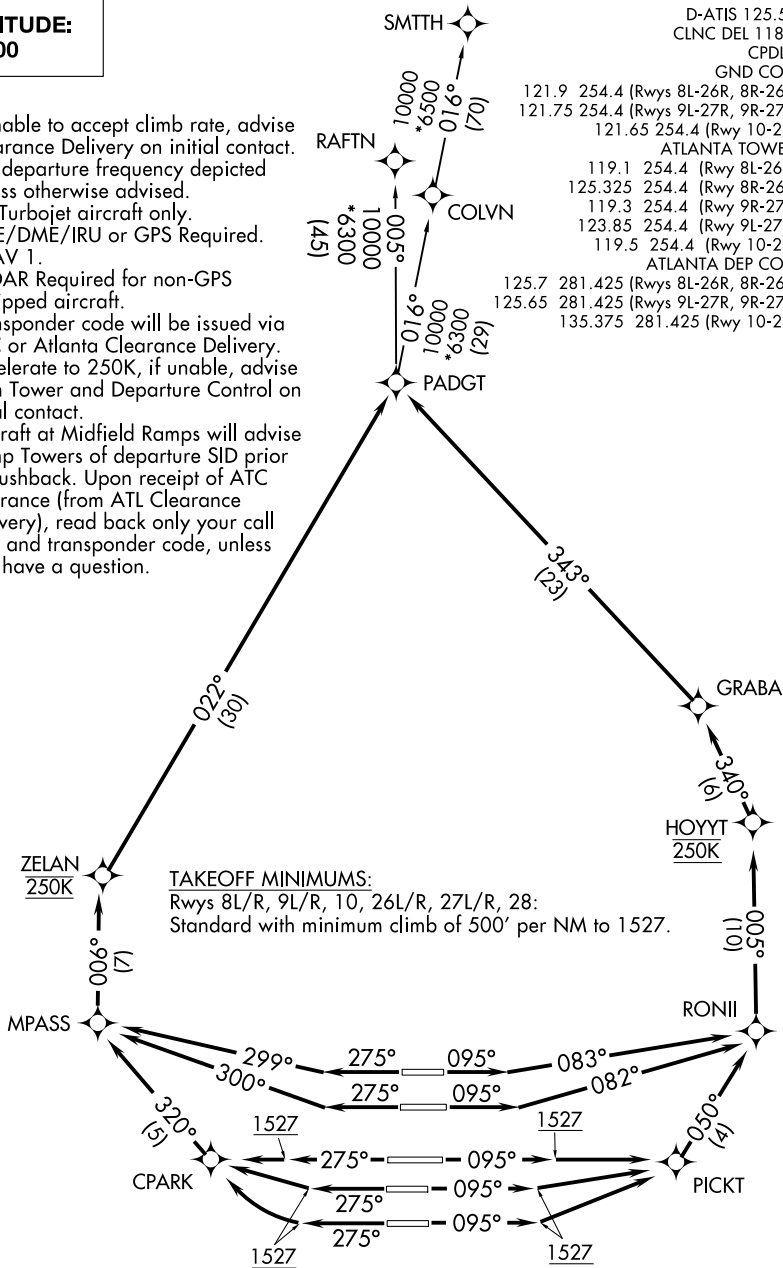 ITUDE:
00
D-ATIS 125.5
CLNC DEL 118
CPDL
GND CO
121.9 254.4 (Rwys 8L-26R, 8R-26
121.75 254.4 (Rwys 9L-27R, 9R-27
121.65 254.4 (Rwy 10-2
ATLANTA TOWE
119.1 254.4 (Rwy 8L-26
125.325 254.4 (Rwy 8R-26
119.3 254.4 (Rwy 9R-27
123.85 254.4 (Rwy 9L-27
119.5 254.4 (Rwy 10-2
ATLANTA DEP CO
125.7 281.425 (Rwys 8L-26R, 8R-26
125.65 281.425 (Rwys 9L-27R, 9R-27
135.375 281.425 (Rwy 10-2
nable to accept climb rate, advise
arance Delivery on initial contact.
departure frequency depicted
ss otherwise advised.
Turbojet aircraft only.
E/DME/IRU or GPS Required.
AV 1.
DAR Required for non-GPS
ipped aircraft.
nsponder code will be issued via
C or Atlanta Clearance Delivery.
elerate to 250K, if unable, advise
n Tower and Departure Control on
al contact.
raft at Midfield Ramps will advise
mp Towers of departure SID prior
ushback. Upon receipt of ATC
rance (from ATL Clearance
very), read back only your call
and transponder code, unless
have a question.
SMTTH
10000
*6500
016°
(70)
RAFTN
COLVN
005°
10000
*6300
(45)
019°
10000
*6300
(29)
PADGT
343°
(23)
022°
(30)
GRABA
340°
(6)
HOYYT
250K
ZELAN
250K
TAKEOFF MINIMUMS:
Rwys 8L/R, 9L/R, 10, 26L/R, 27L/R, 28:
Standard with minimum climb of 500' per NM to 1527.
006°
(7)
005°
(10)
MPASS
RONII
299°
275°
095°
083°
300°
275°
095°
082°
320°
(5)
1527
1527
050°
(4)
275°
095°
CPARK
PICKT
275°
095°
275°
095°
1527
1527